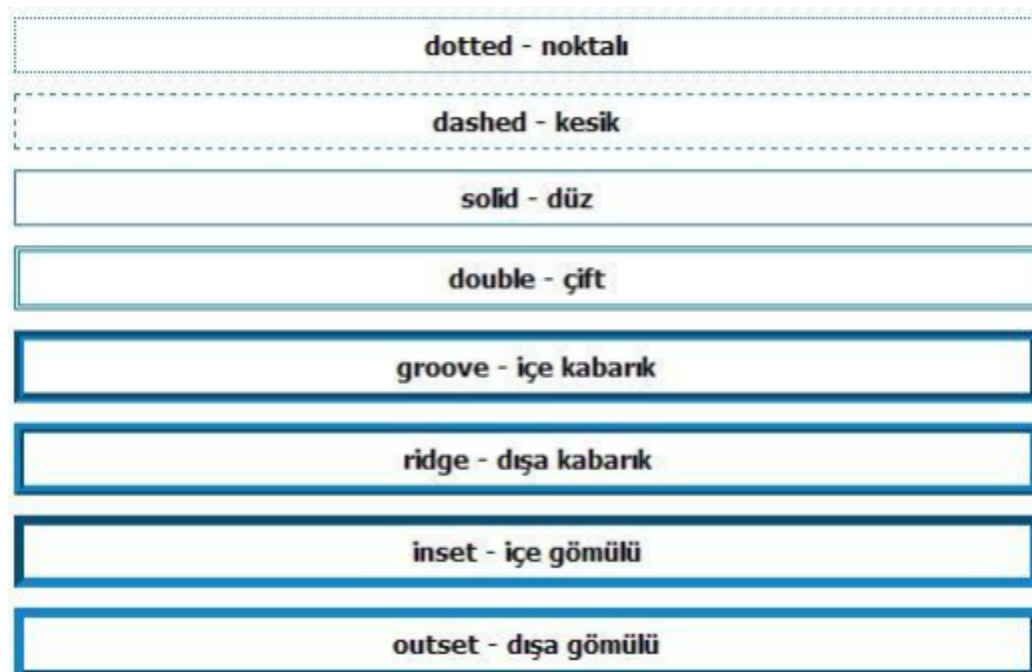 dotted - noktalı
dashed - kesik
solid - düz
double - çift
groove - içe kabarık
ridge - dışa kabarık
inset - içe gömülü
outset - dışa gömülü